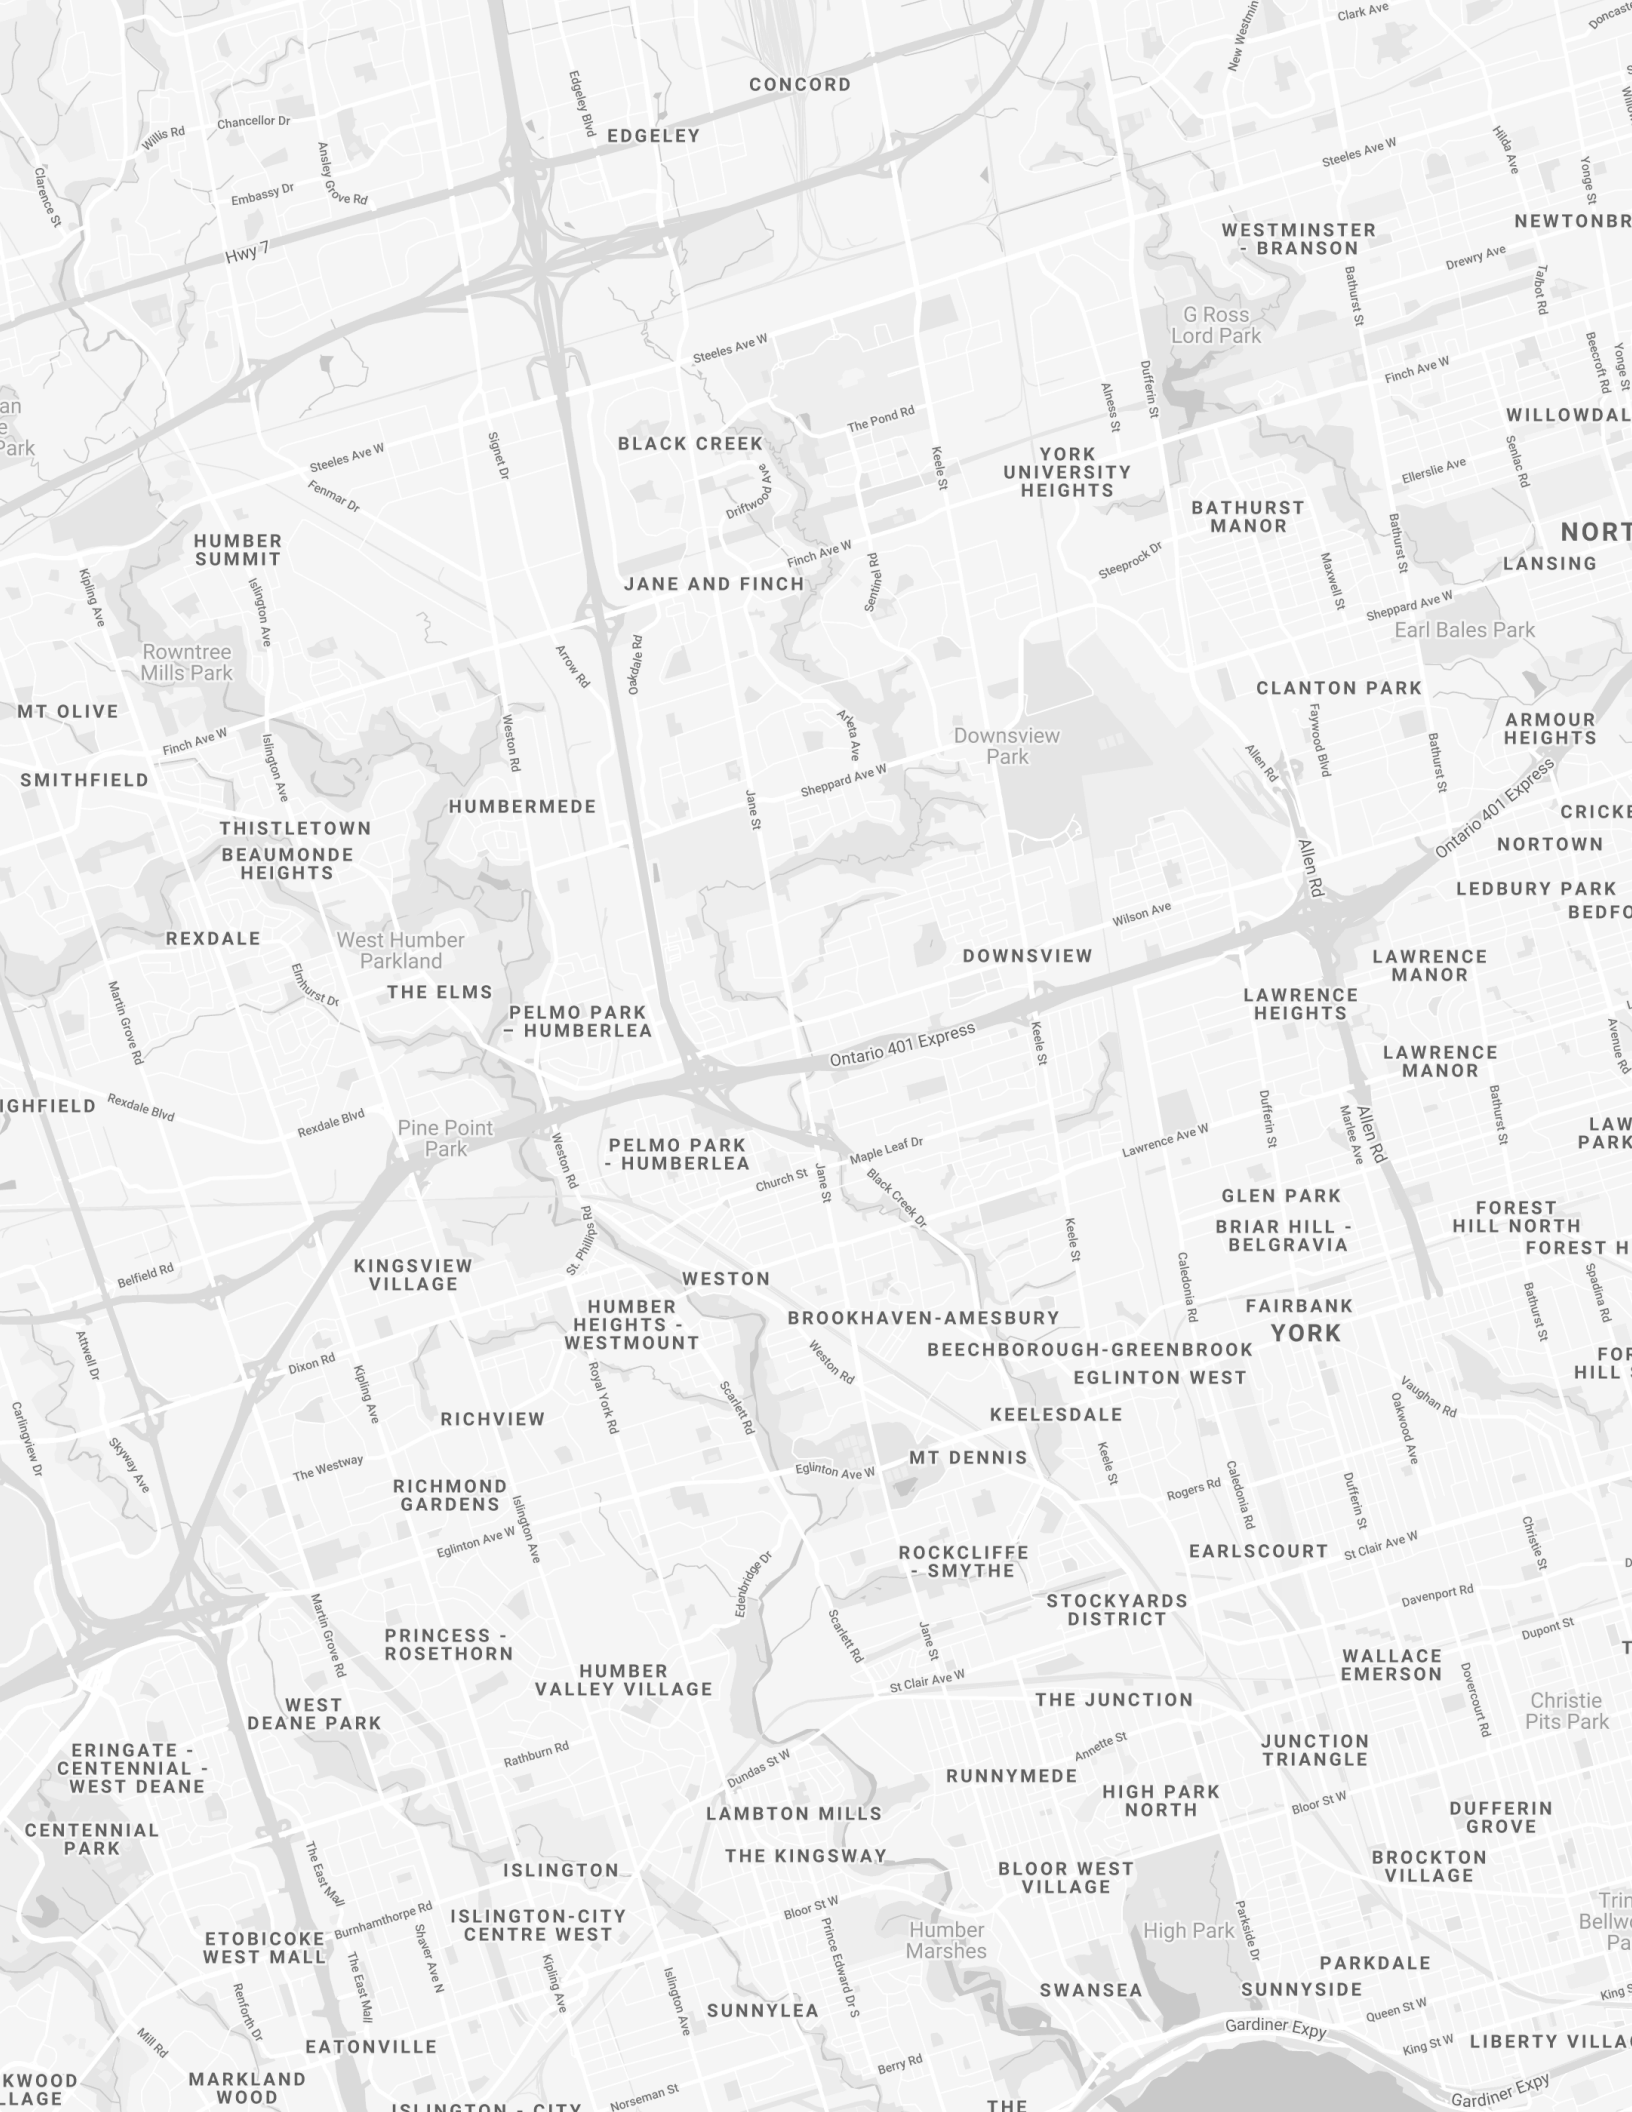 Clark Ave
CONCORD
EDGELEY
Edgeley Blvd
Chancellor Dr
Willis Rd
Ansley Grove Rd
Embassy Dr
Clarence St
Hwy 7
Steeles Ave W
Hilda Ave
Yonge St
WESTMINSTER
- BRANSON
Drewry Ave
Talbot Rd
Bathurst St
G Ross
Lord Park
Steeles Ave W
Finch Ave W
Beecroft Rd
Yonge St
Dufferin St
Alness St
The Pond Rd
BLACK CREEK
Steeles Ave W
Signet Dr
Keele St
YORK
UNIVERSITY
HEIGHTS
Ellerslie Ave
Senlac Rd
Fenmar Dr
Driftwood Ave
BATHURST
MANOR
Bathurst St
HUMBER
SUMMIT
Finch Ave W
Steeprock Dr
LANSING
Kipling Ave
Islington Ave
JANE AND FINCH
Sentinel Rd
Maxwell St
Sheppard Ave W
Earl Bales Park
Rowntree
Mills Park
Arrow Rd
Oakdale Rd
CLANTON PARK
MT OLIVE
Finch Ave W
Islington Ave
Weston Rd
Arleta Ave
Downsview
Park
Allen Rd
Faywood Blvd
Bathurst St
ARMOUR
HEIGHTS
SMITHFIELD
Sheppard Ave W
Jane St
HUMBERMEDE
Ontario 401 Express
THISTLETOWN
BEAUMONDE
HEIGHTS
NORTOWN
Allen Rd
LEDBURY PARK
Wilson Ave
REXDALE
West Humber
Parkland
DOWNSVIEW
LAWRENCE
MANOR
Elmhurst Dr
THE ELMS
Martin Grove Rd
PELMO PARK
– HUMBERLEA
LAWRENCE
HEIGHTS
Ontario 401 Express
Keele St
LAWRENCE
MANOR
Avenue Rd
Rexdale Blvd
Rexdale Blvd
Pine Point
Park
Dufferin St
Marlee Ave
Allen Rd
Bathurst St
PELMO PARK
- HUMBERLEA
Weston Rd
Maple Leaf Dr
Lawrence Ave W
Church St
Jane St
Black Creek Dr
GLEN PARK
St. Phillips Rd
Keele St
BRIAR HILL -
BELGRAVIA
FOREST
HILL NORTH
Belfield Rd
KINGSVIEW
VILLAGE
WESTON
Caledonia Rd
Bathurst St
Spadina Rd
HUMBER
HEIGHTS -
WESTMOUNT
BROOKHAVEN-AMESBURY
FAIRBANK
YORK
Attwell Dr
Dixon Rd
Kipling Ave
Royal York Rd
Weston Rd
BEECHBOROUGH-GREENBROOK
EGLINTON WEST
Scarlett Rd
Vaughan Rd
Oakwood Ave
Carlingview Dr
Skyway Ave
RICHVIEW
KEELESDALE
The Westway
MT DENNIS
Eglinton Ave W
Keele St
RICHMOND
GARDENS
Islington Ave
Rogers Rd
Caledonia Rd
Dufferin St
Eglinton Ave W
Christie St
ROCKCLIFFE
- SMYTHE
EARLSCOURT
St Clair Ave W
Edenbridge Dr
Martin Grove Rd
STOCKYARDS
DISTRICT
Davenport Rd
Dupont St
PRINCESS -
ROSETHORN
Scarlett Rd
Jane St
HUMBER
VALLEY VILLAGE
St Clair Ave W
WALLACE
EMERSON
Dovercourt Rd
WEST
DEANE PARK
THE JUNCTION
Christie
Pits Park
ERINGATE -
CENTENNIAL -
WEST DEANE
Rathburn Rd
Annette St
JUNCTION
TRIANGLE
Dundas St W
RUNNYMEDE
HIGH PARK
NORTH
Bloor St W
LAMBTON MILLS
DUFFERIN
GROVE
CENTENNIAL
PARK
THE KINGSWAY
The East Mall
ISLINGTON
BLOOR WEST
VILLAGE
BROCKTON
VILLAGE
Burnhamthorpe Rd
ISLINGTON-CITY
CENTRE WEST
Bloor St W
Humber
Marshes
High Park
Parkside Dr
ETOBICOKE
WEST MALL
Shaver Ave N
The East Mall
Kipling Ave
Prince Edward Dr S
PARKDALE
Renforth Dr
Islington Ave
SUNNYLEA
SWANSEA
SUNNYSIDE
Queen St W
Mill Rd
EATONVILLE
Gardiner Expy
King St W
Berry Rd
MARKLAND
WOOD
Norseman St
Gardiner Expy
THE